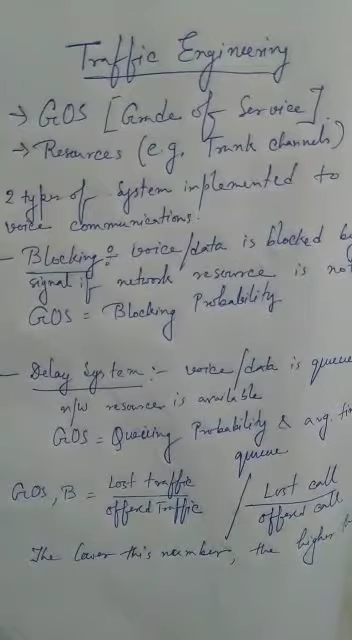 Traffic Engineering
→ GOS [Grade of Service]
→ Resources (e.g. Trunk channels)
2 types of System implemented to
voice communications.
- Blocking :- voice/data is blocked by
signal if network resource is not
GOS = Blocking Probability
- Delay System :- voice/data is queue
n/w resources is available
GOS = Queuing Probability & avg. ti
queue
GOS, B = Lost traffic / Lost call
offered Traffic offered call
The lower this number, the higher